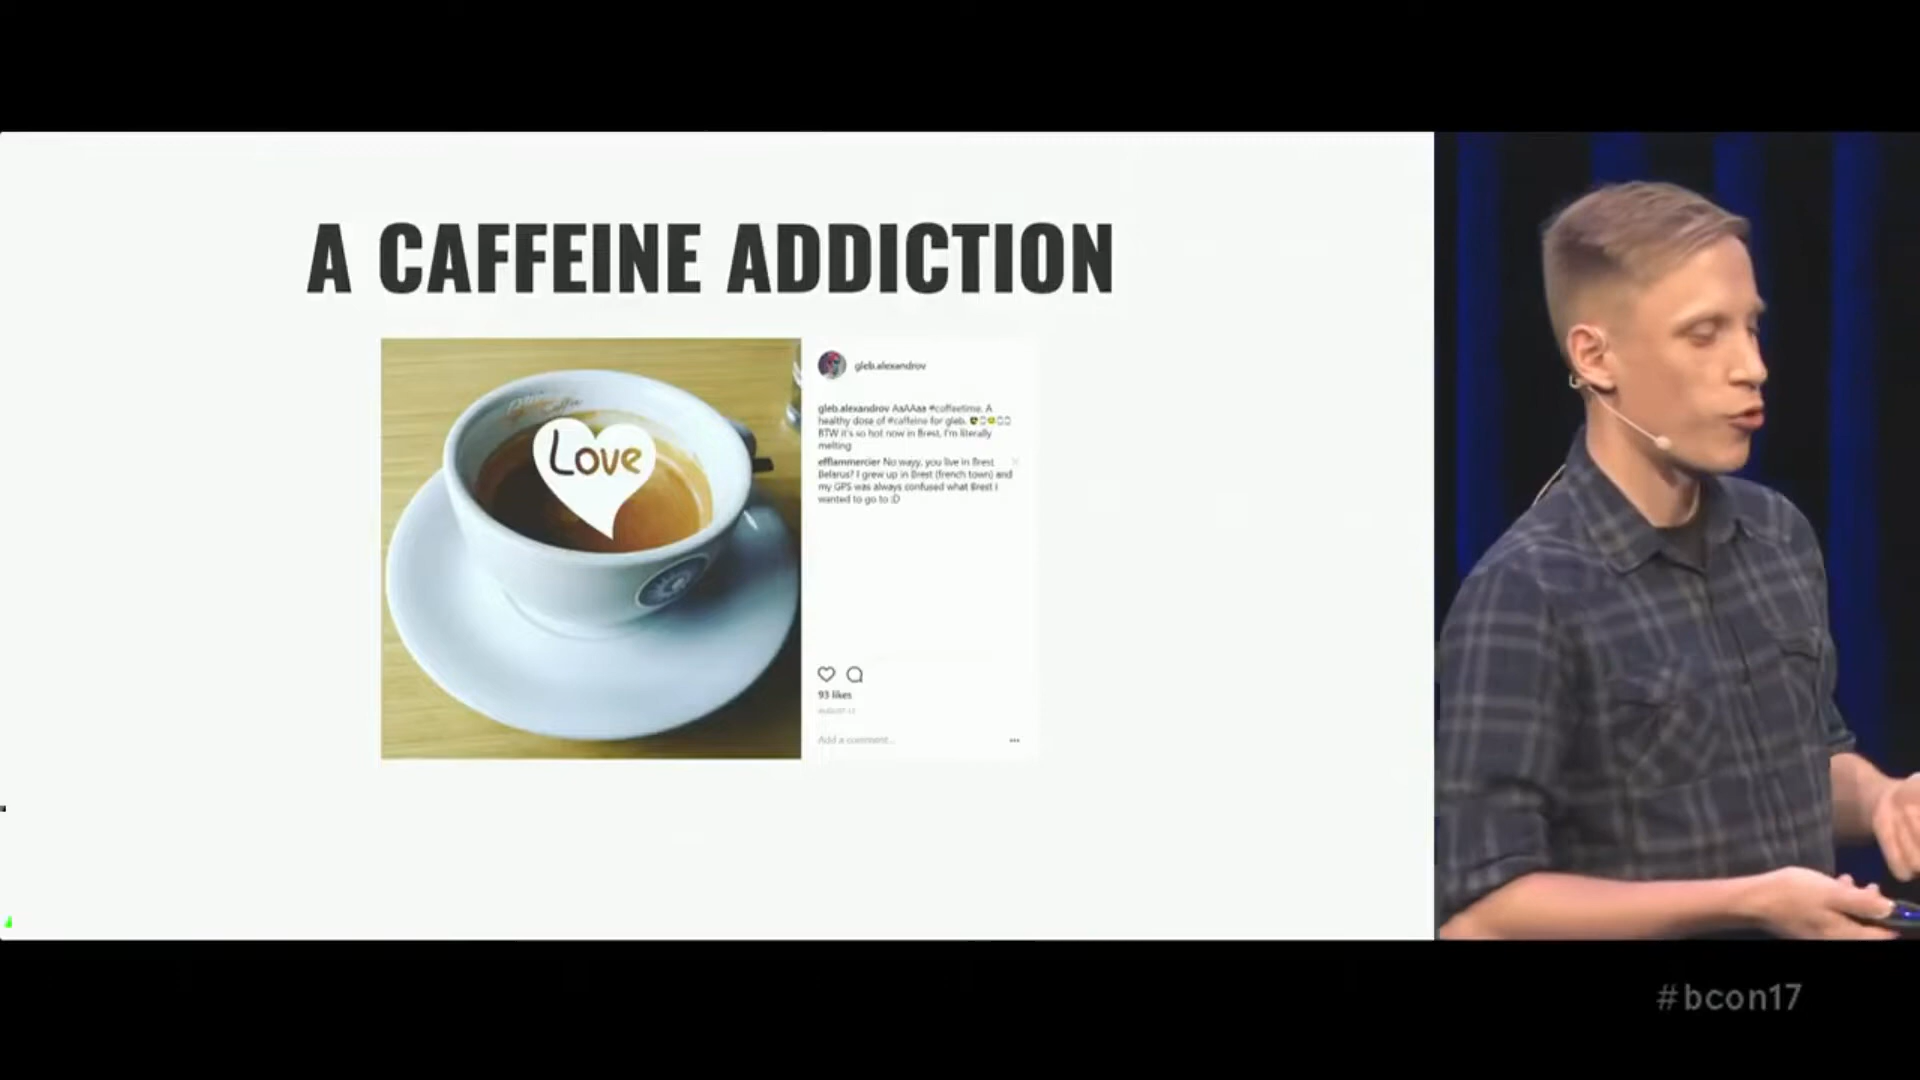 A CAFFEINE ADDICTION
Love
gleb.alexandrov
gleb.alexandrov AaAAaa #coffeetime. A
healthy dose of #caffeine for gleb.
BTW it's so hot now in Brest, I'm literally
melting
efflammercier No wayy, you live in Brest
Belarus? I grew up in Brest (french town) and
my GPS was always confused what Brest I
wanted to go to :D
93 likes
AUGUST 12
Add a comment...
#bcon17